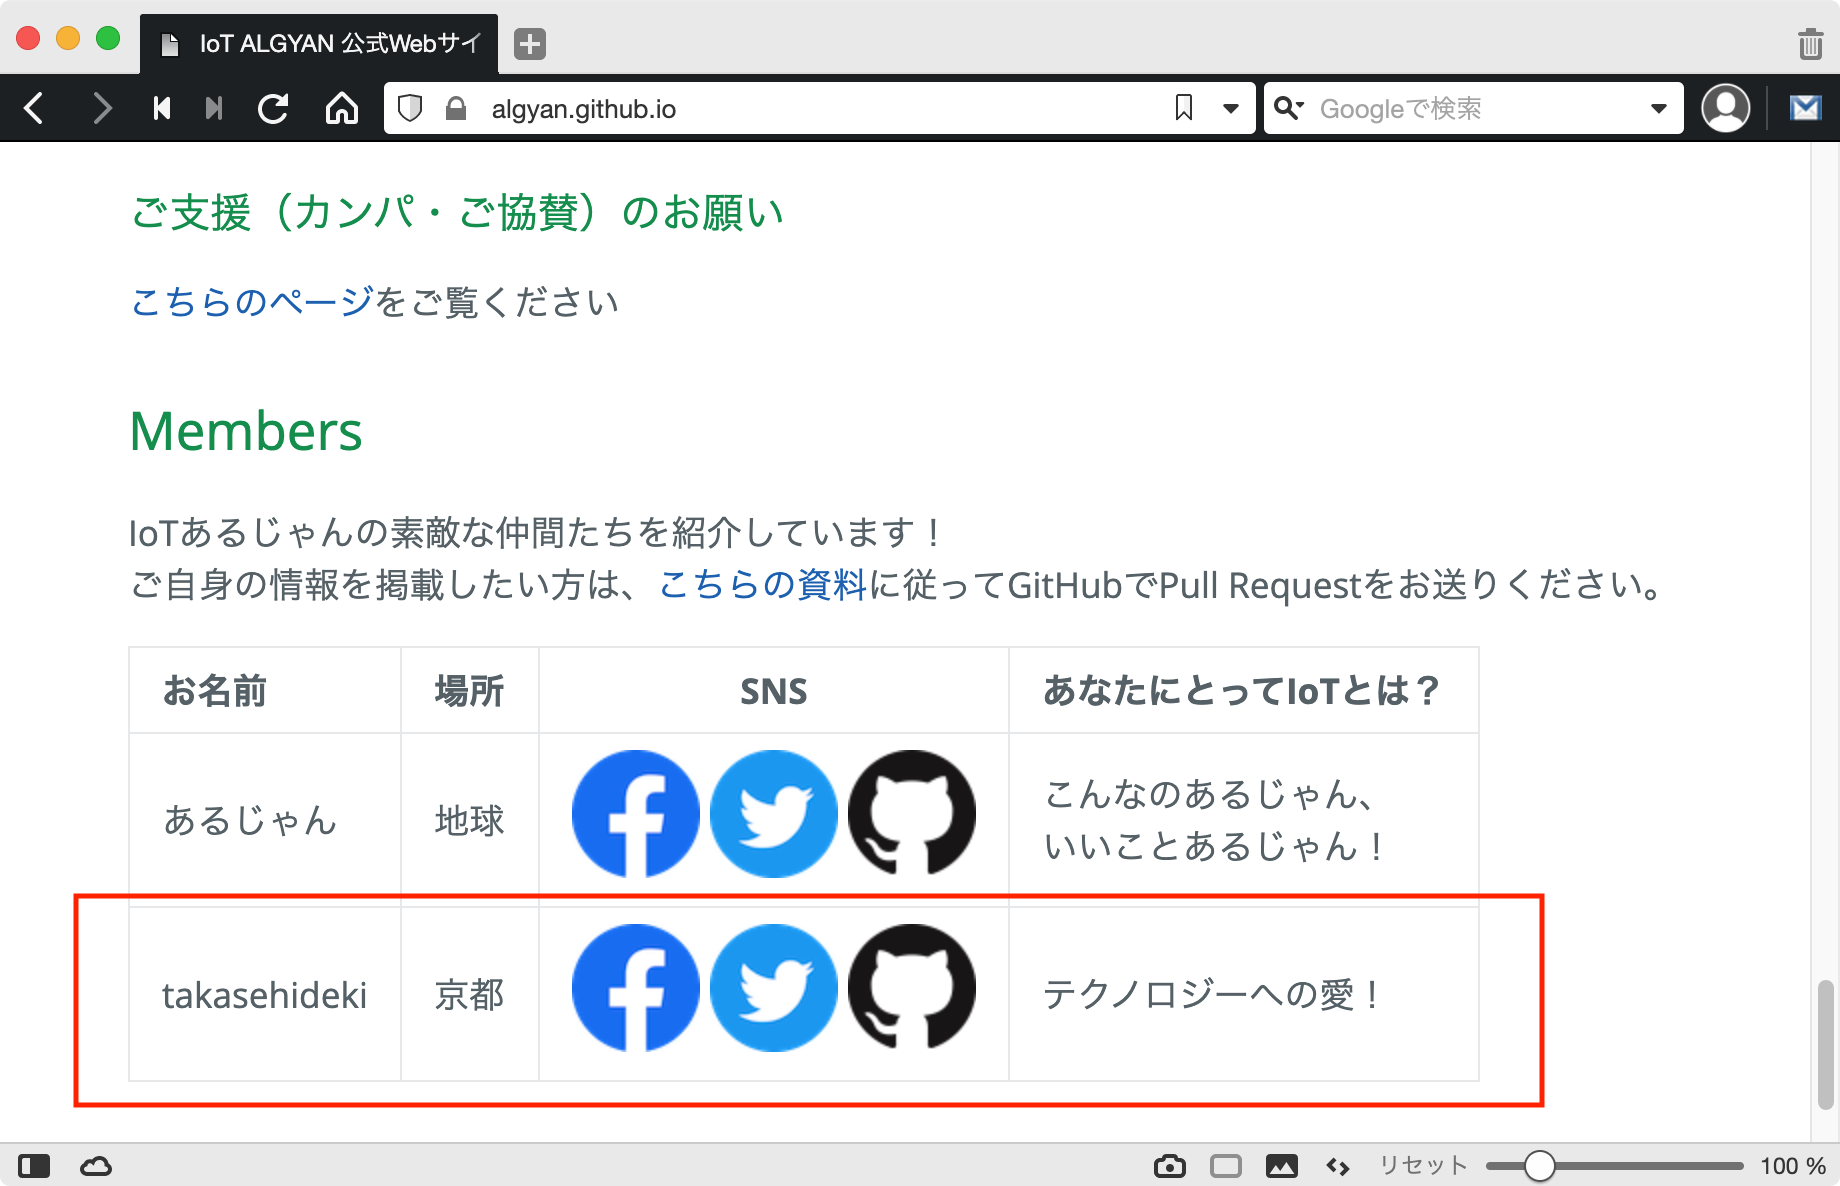 IoT ALGYAN 公式Webサイ
algyan.github.io
Googleで検索
ご支援（カンパ・ご協賛）のお願い
こちらのページをご覧ください
Members
IoTあるじゃんの素敵な仲間たちを紹介しています！
ご自身の情報を掲載したい方は、こちらの資料に従ってGitHubでPull Requestをお送りください。
お名前 場所 SNS あなたにとってIoTとは？
あるじゃん 地球 こんなのあるじゃん、
いいことあるじゃん！
takasehideki 京都 テクノロジーへの愛！
リセット 100 %